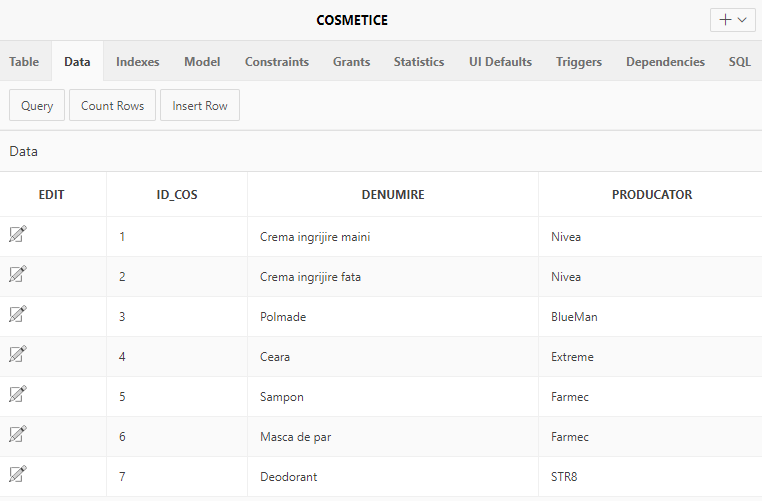 COSMETICE
Table Data Indexes Model Constraints Grants Statistics UI Defaults Triggers Dependencies SQL
Query Count Rows Insert Row
Data
EDIT ID_COS DENUMIRE PRODUCATOR
1 Crema ingrijire maini Nivea
2 Crema ingrijire fata Nivea
3 Polmade BlueMan
4 Ceara Extreme
5 Sampon Farmec
6 Masca de par Farmec
7 Deodorant STR8